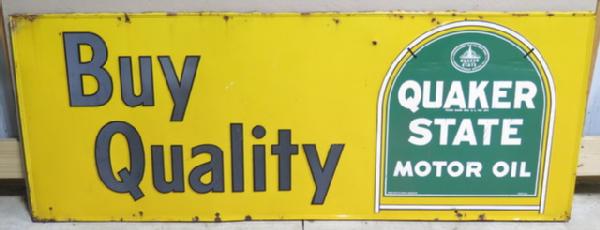 Buy
Quality
QUAKER
STATE
MOTOR OIL